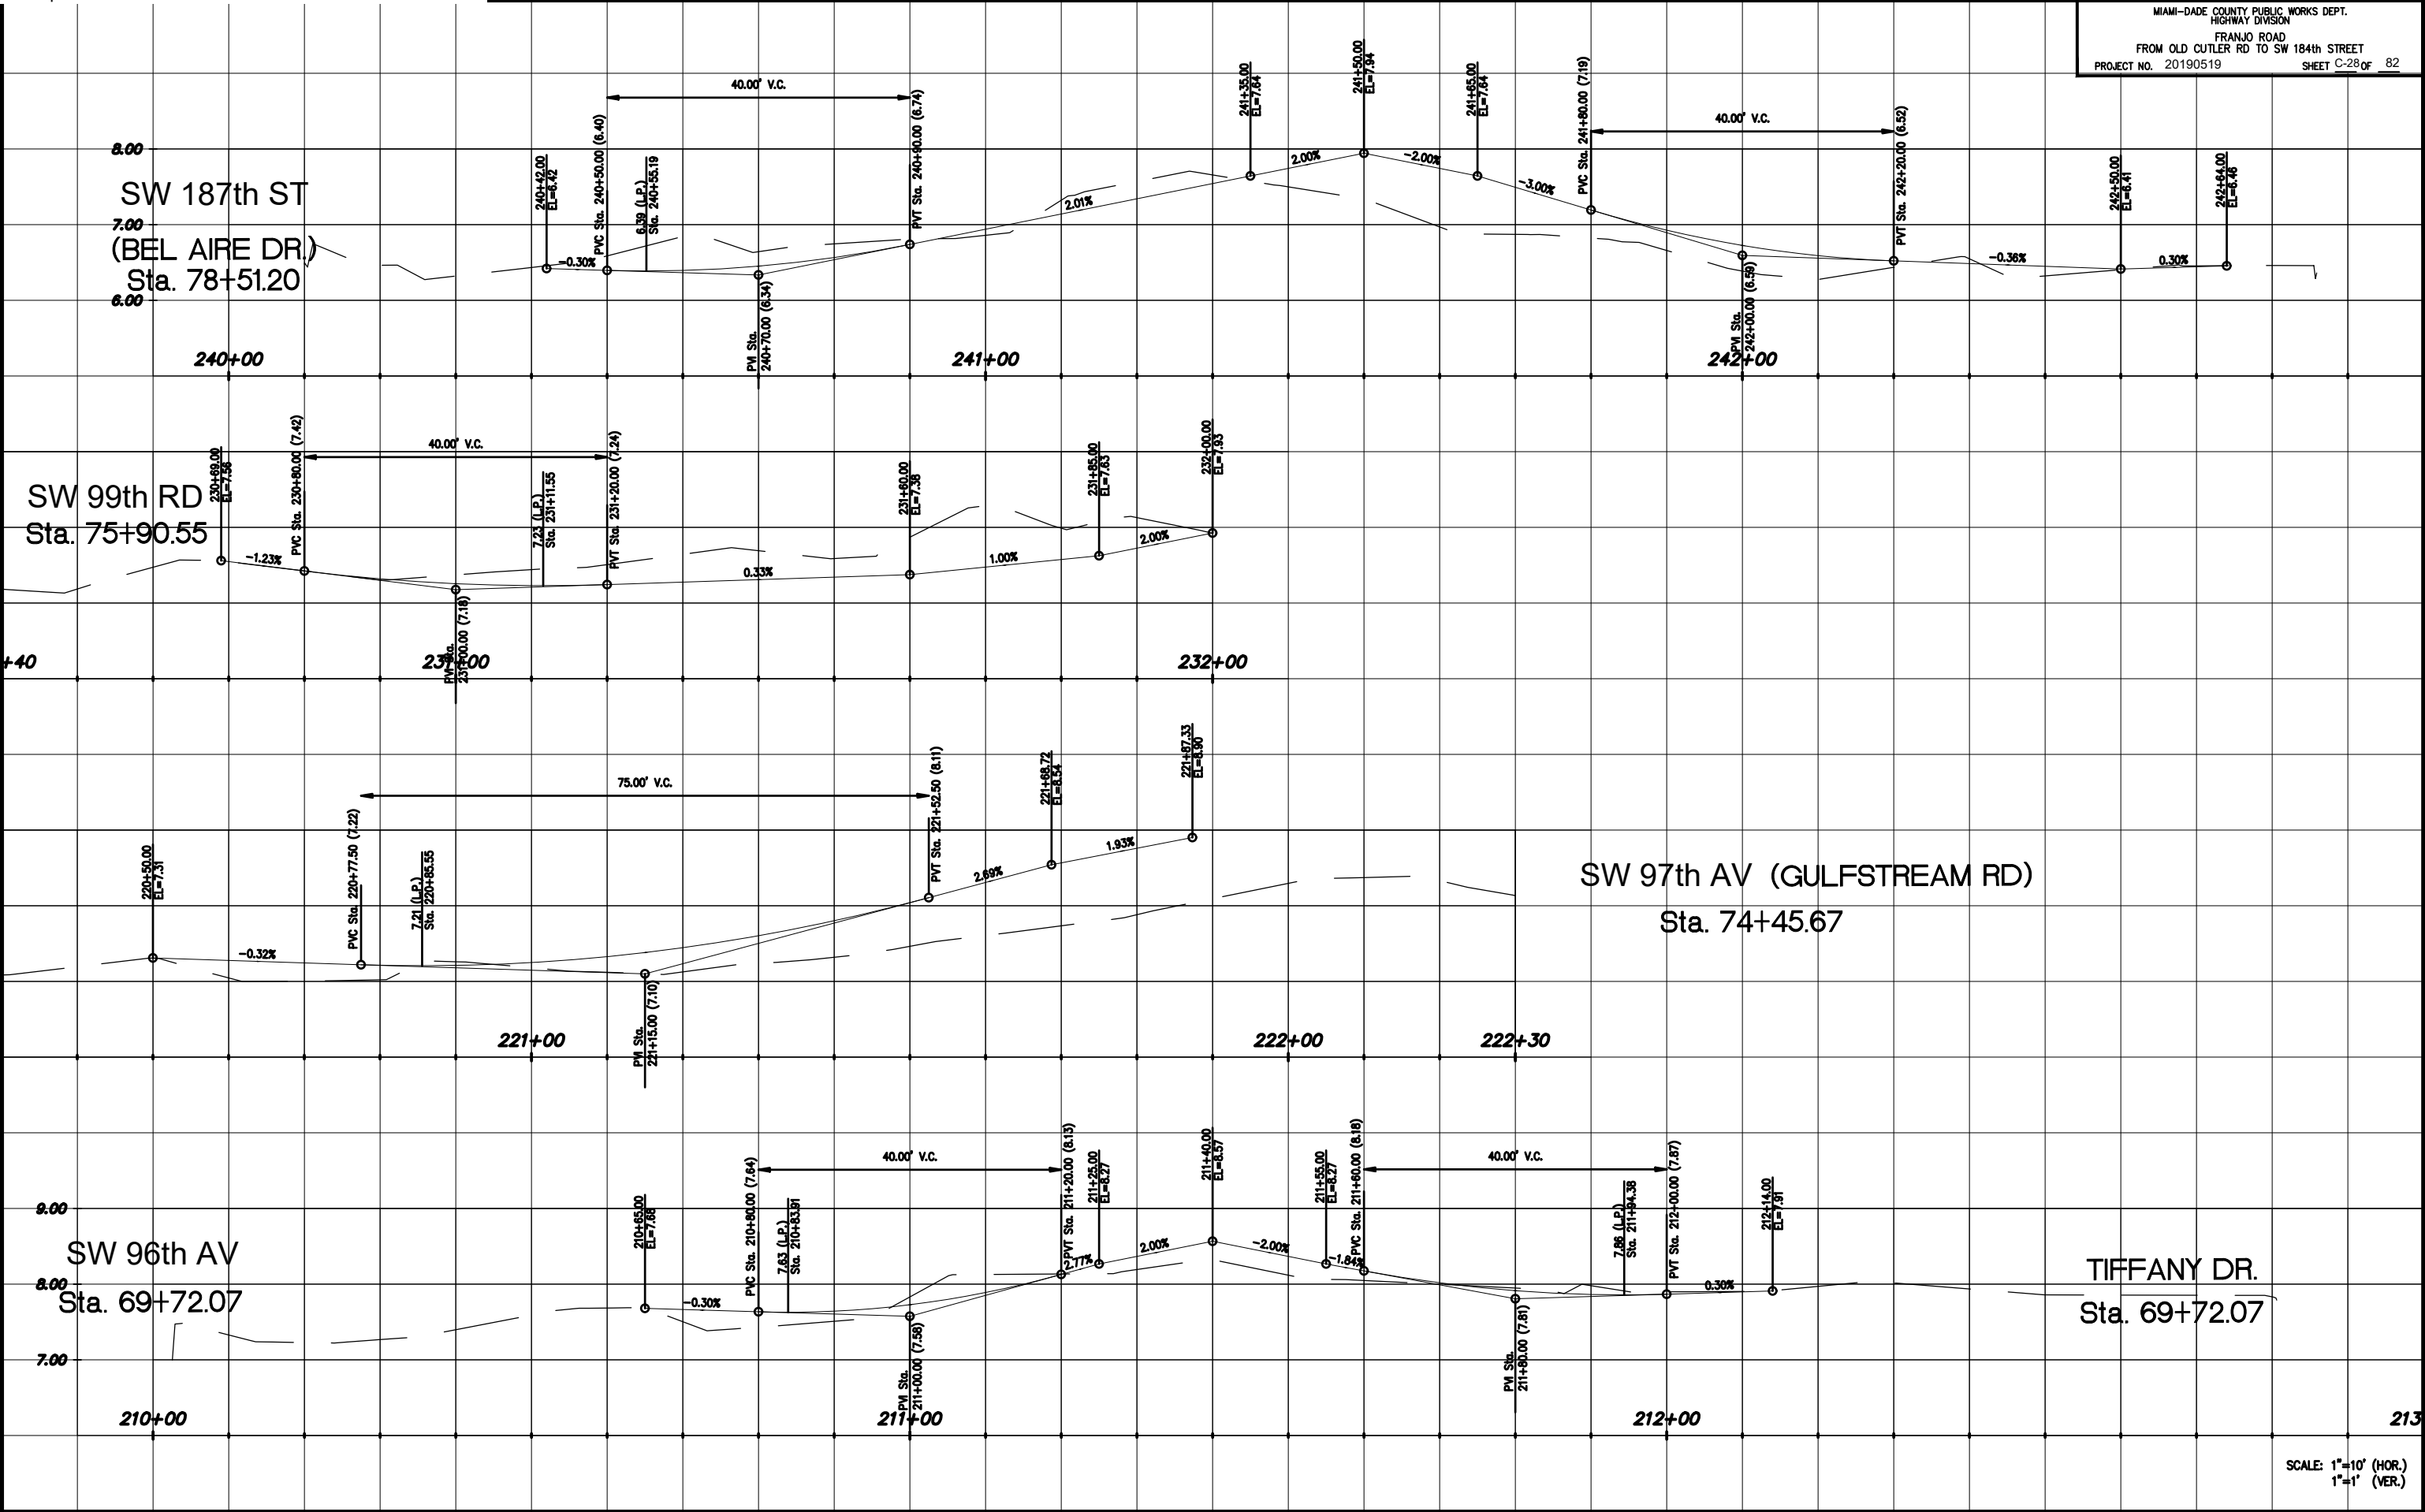 MIAMI-DADE COUNTY PUBLIC WORKS DEPT.
HIGHWAY DIVISION
FRANJO ROAD
FROM OLD CUTLER RD TO SW 184th STREET
PROJECT NO. 20190519 SHEET C-28 OF 82
8.00
7.00
6.00
SW 187th ST
(BEL AIRE DR.)
Sta. 78+51.20
240+42.00
EL=6.42
-0.30%
PVC Sta. 240+50.00 (6.40)
40.00' V.C.
6.39 (L.P.)
Sta. 240+55.19
PVI Sta.
240+70.00 (6.34)
PVT Sta. 240+90.00 (6.74)
2.01%
241+35.00
EL=7.64
2.00%
241+50.00
EL=7.94
-2.00%
241+65.00
EL=7.64
-3.00%
PVC Sta. 241+80.00 (7.19)
40.00' V.C.
PVI Sta.
242+00.00 (6.59)
PVT Sta. 242+20.00 (6.52)
-0.36%
242+50.00
EL=6.41
0.30%
242+64.00
EL=6.46
240+00
241+00
242+00
SW 99th RD
Sta. 75+90.55
230+69.00
EL=7.56
-1.23%
PVC Sta. 230+80.00 (7.42)
40.00' V.C.
PVI Sta.
231+00.00 (7.18)
7.23 (L.P.)
Sta. 231+11.55
PVT Sta. 231+20.00 (7.24)
0.33%
231+60.00
EL=7.38
1.00%
231+85.00
EL=7.63
2.00%
232+00.00
EL=7.93
+40
231+00
232+00
220+50.00
EL=7.31
-0.32%
PVC Sta. 220+77.50 (7.22)
75.00' V.C.
7.21 (L.P.)
Sta. 220+85.55
PVI Sta.
221+15.00 (7.10)
PVT Sta. 221+52.50 (8.11)
2.69%
221+68.72
EL=8.54
1.93%
221+87.33
EL=8.90
SW 97th AV (GULFSTREAM RD)
Sta. 74+45.67
221+00
222+00
222+30
9.00
8.00
7.00
SW 96th AV
Sta. 69+72.07
210+65.00
EL=7.68
-0.30%
PVC Sta. 210+80.00 (7.64)
40.00' V.C.
7.63 (L.P.)
Sta. 210+83.91
PVI Sta.
211+00.00 (7.58)
PVT Sta. 211+20.00 (8.13)
2.77%
211+25.00
EL=8.27
2.00%
211+40.00
EL=8.57
-2.00%
211+55.00
EL=8.27
-1.84%
PVC Sta. 211+60.00 (8.18)
40.00' V.C.
PVI Sta.
211+80.00 (7.81)
7.86 (L.P.)
Sta. 211+94.38
PVT Sta. 212+00.00 (7.87)
0.30%
212+14.00
EL=7.91
TIFFANY DR.
Sta. 69+72.07
210+00
211+00
212+00
213
SCALE: 1"=10' (HOR.)
1"=1' (VER.)